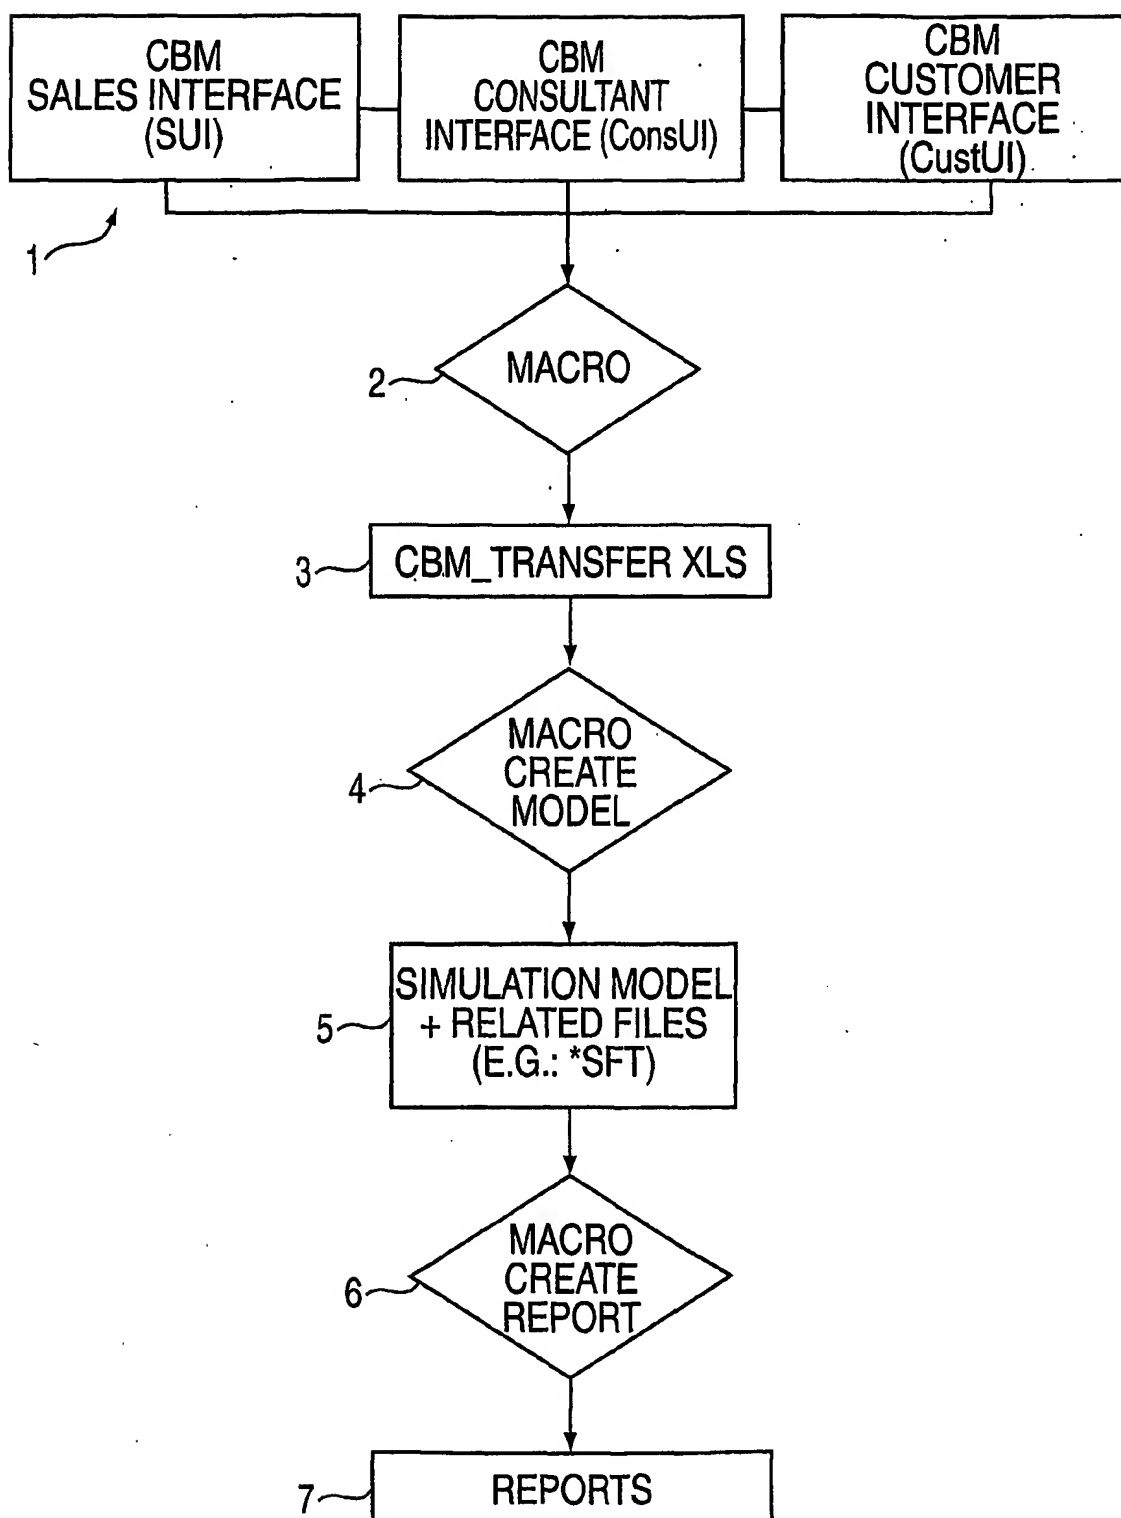 CBM
SALES INTERFACE
(SUI)
CBM
CONSULTANT
INTERFACE (ConsUI)
CBM
CUSTOMER
INTERFACE
(CustUI)
1
2
MACRO
3
CBM_TRANSFER XLS
4
MACRO
CREATE
MODEL
5
SIMULATION MODEL
+ RELATED FILES
(E.G.: *SFT)
6
MACRO
CREATE
REPORT
7
REPORTS